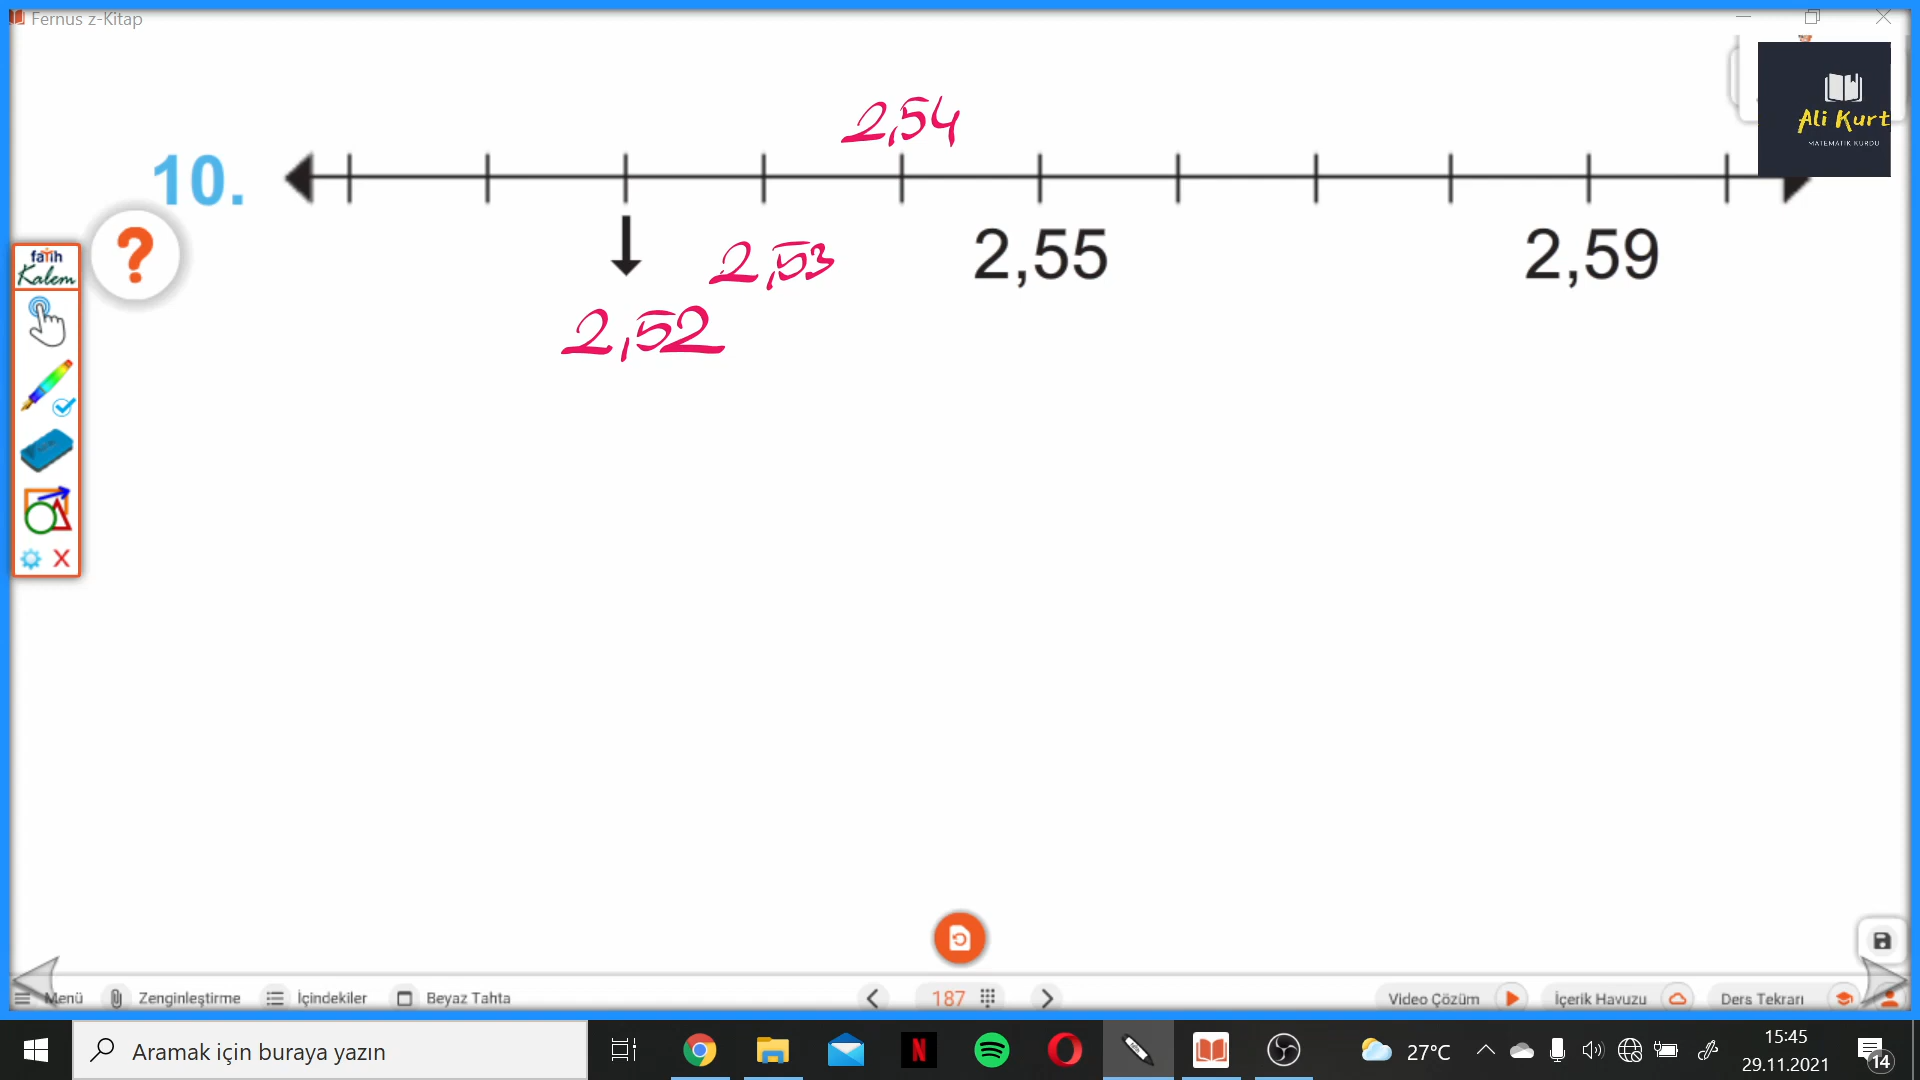 Fernus z-Kitap
Ali Kurt
MATEMATİK KURDU
2,54
10.
2,55
2,59
2,53
2,52
fatih
Kalem
?
Menü
Zenginleştirme
İçindekiler
Beyaz Tahta
187
Video Çözüm
İçerik Havuzu
Ders Tekrarı
Aramak için buraya yazın
27°C
15:45
29.11.2021
14